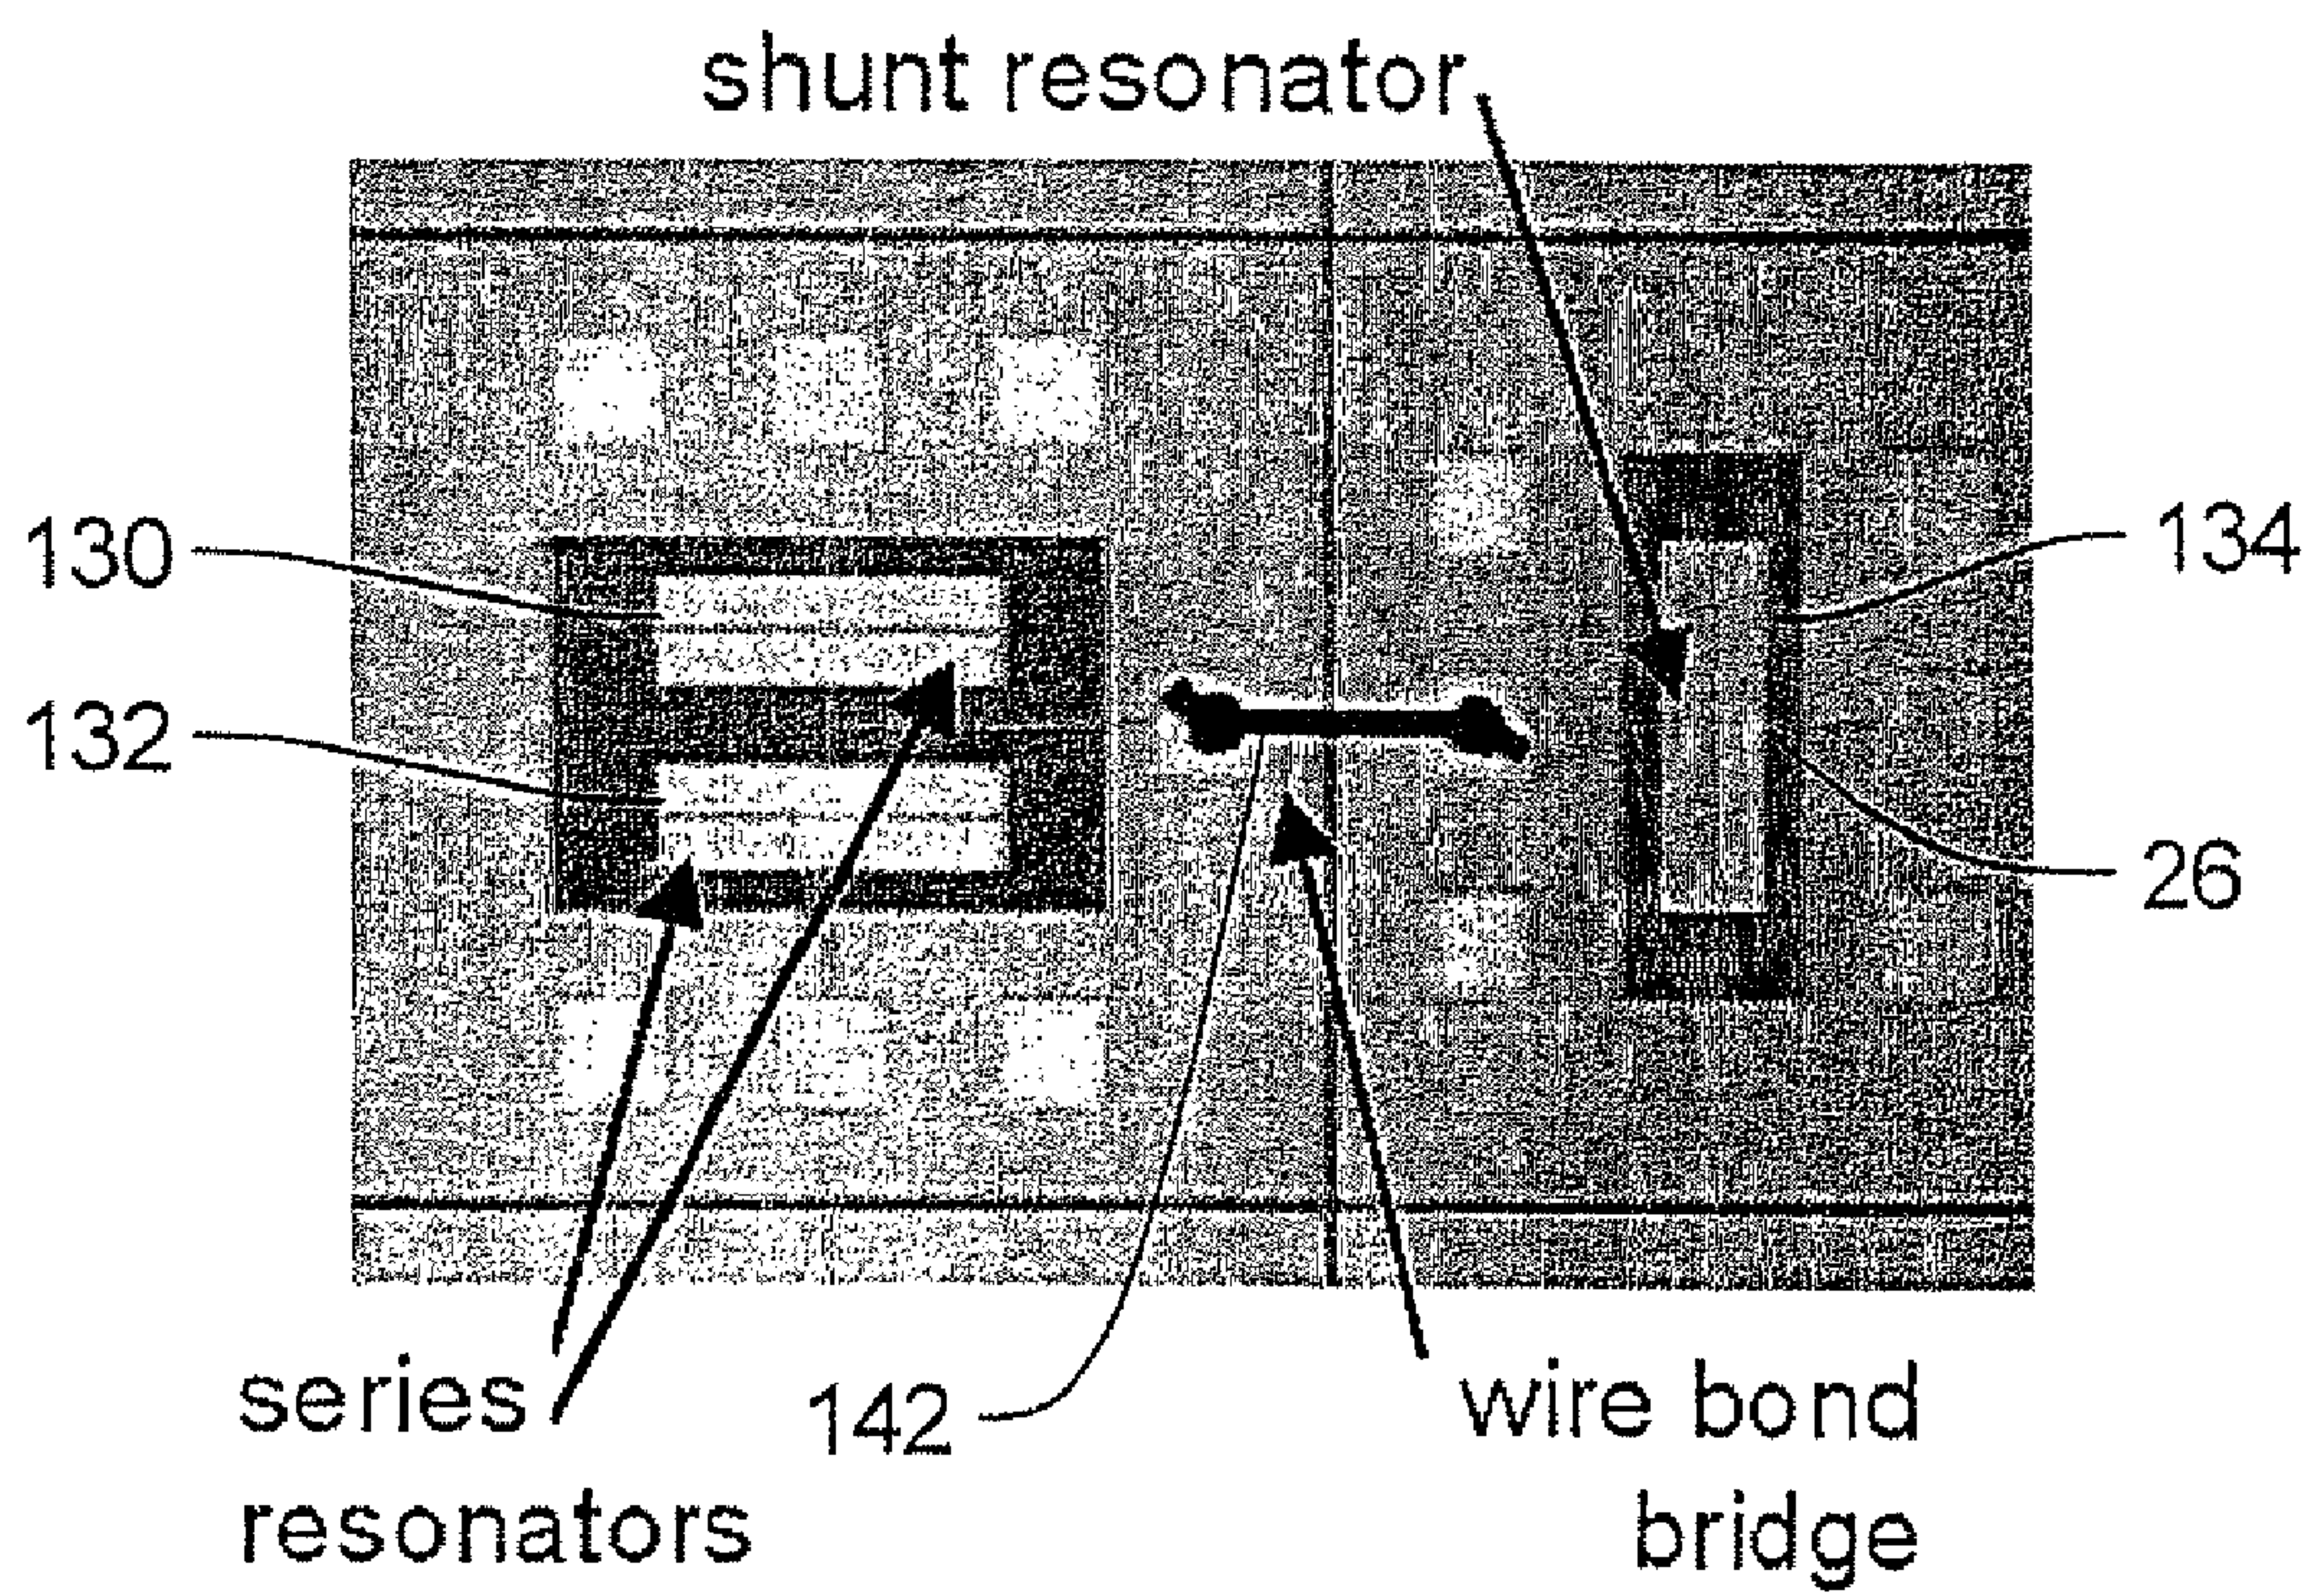 shunt resonator
130
134
132
26
series
resonators
142
wire bond
bridge